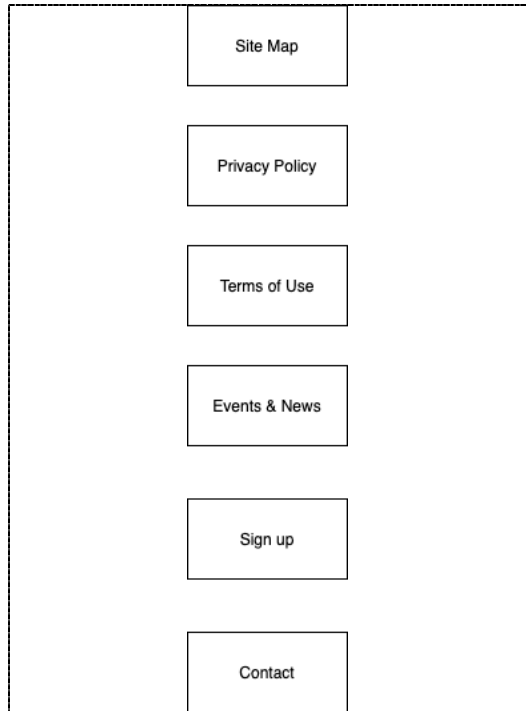 Site Map
Privacy Policy
Terms of Use
Events & News
Sign up
Contact